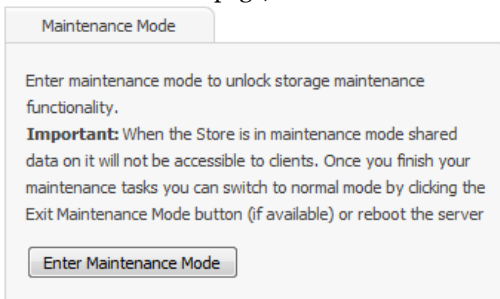 Maintenance Mode
Enter maintenance mode to unlock storage maintenance
functionality.
Important: When the Store is in maintenance mode shared
data on it will not be accessible to clients. Once you finish your
maintenance tasks you can switch to normal mode by clicking the
Exit Maintenance Mode button (if available) or reboot the server
Enter Maintenance Mode